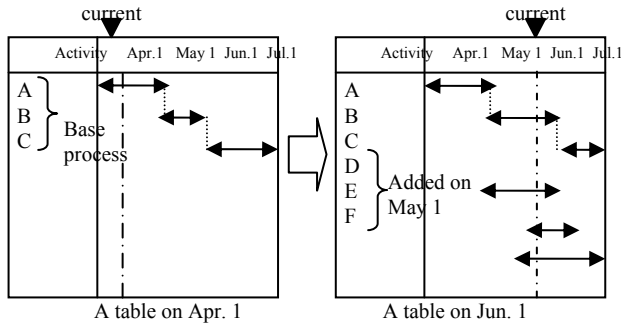 current
Activity Apr.1 May 1 Jun.1 Jul.1
A
B
C
Base
process
A table on Apr. 1
current
Activity Apr.1 May 1 Jun.1 Jul.1
A
B
C
D
E
F
Added on
May 1
A table on Jun. 1